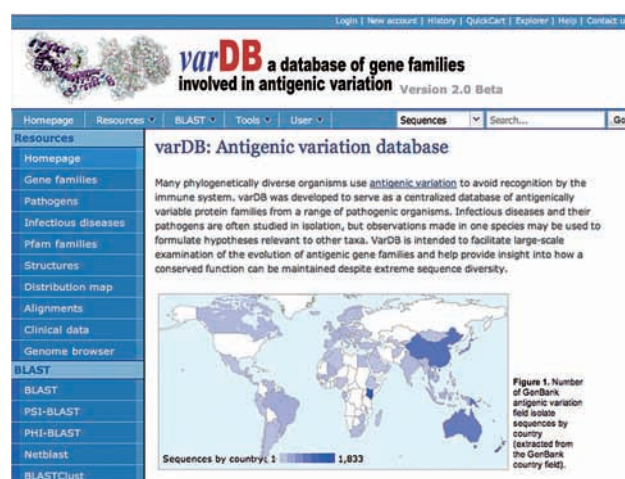 Login | New account | History | QuickCart | Explorer | Help | Contact u
varDB a database of gene families
involved in antigenic variation Version 2.0 Beta
Homepage Resources BLAST Tools User Sequences Search... Go
Resources
Homepage
Gene families
Pathogens
Infectious diseases
Pfam families
Structures
Distribution map
Alignments
Clinical data
Genome browser
BLAST
BLAST
PSI-BLAST
PHI-BLAST
Netblast
BLASTClust
varDB: Antigenic variation database
Many phylogenetically diverse organisms use antigenic variation to avoid recognition by the
immune system. varDB was developed to serve as a centralized database of antigenically
variable protein families from a range of pathogenic organisms. Infectious diseases and their
pathogens are often studied in isolation, but observations made in one species may be used to
formulate hypotheses relevant to other taxa. VarDB is intended to facilitate large-scale
examination of the evolution of antigenic gene families and help provide insight into how a
conserved function can be maintained despite extreme sequence diversity.
Sequences by country: 1 1,833
Figure 1. Number
of GenBank
antigenic variation
field isolate
sequences by
country
(extracted from
the GenBank
country field).